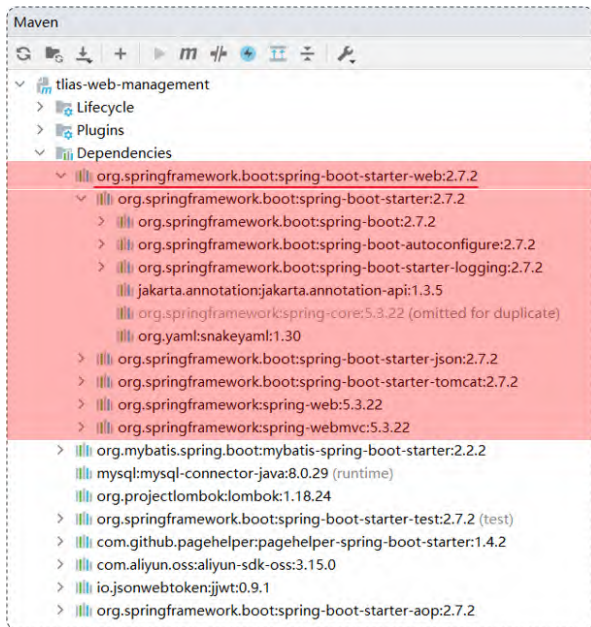 Maven
tlias-web-management
Lifecycle
Plugins
Dependencies
org.springframework.boot:spring-boot-starter-web:2.7.2
org.springframework.boot:spring-boot-starter:2.7.2
org.springframework.boot:spring-boot:2.7.2
org.springframework.boot:spring-boot-autoconfigure:2.7.2
org.springframework.boot:spring-boot-starter-logging:2.7.2
jakarta.annotation:jakarta.annotation-api:1.3.5
org.springframework:spring-core:5.3.22 (omitted for duplicate)
org.yaml:snakeyaml:1.30
org.springframework.boot:spring-boot-starter-json:2.7.2
org.springframework.boot:spring-boot-starter-tomcat:2.7.2
org.springframework:spring-web:5.3.22
org.springframework:spring-webmvc:5.3.22
org.mybatis.spring.boot:mybatis-spring-boot-starter:2.2.2
mysql:mysql-connector-java:8.0.29 (runtime)
org.projectlombok:lombok:1.18.24
org.springframework.boot:spring-boot-starter-test:2.7.2 (test)
com.github.pagehelper:pagehelper-spring-boot-starter:1.4.2
com.aliyun.oss:aliyun-sdk-oss:3.15.0
io.jsonwebtoken:jjwt:0.9.1
org.springframework.boot:spring-boot-starter-aop:2.7.2